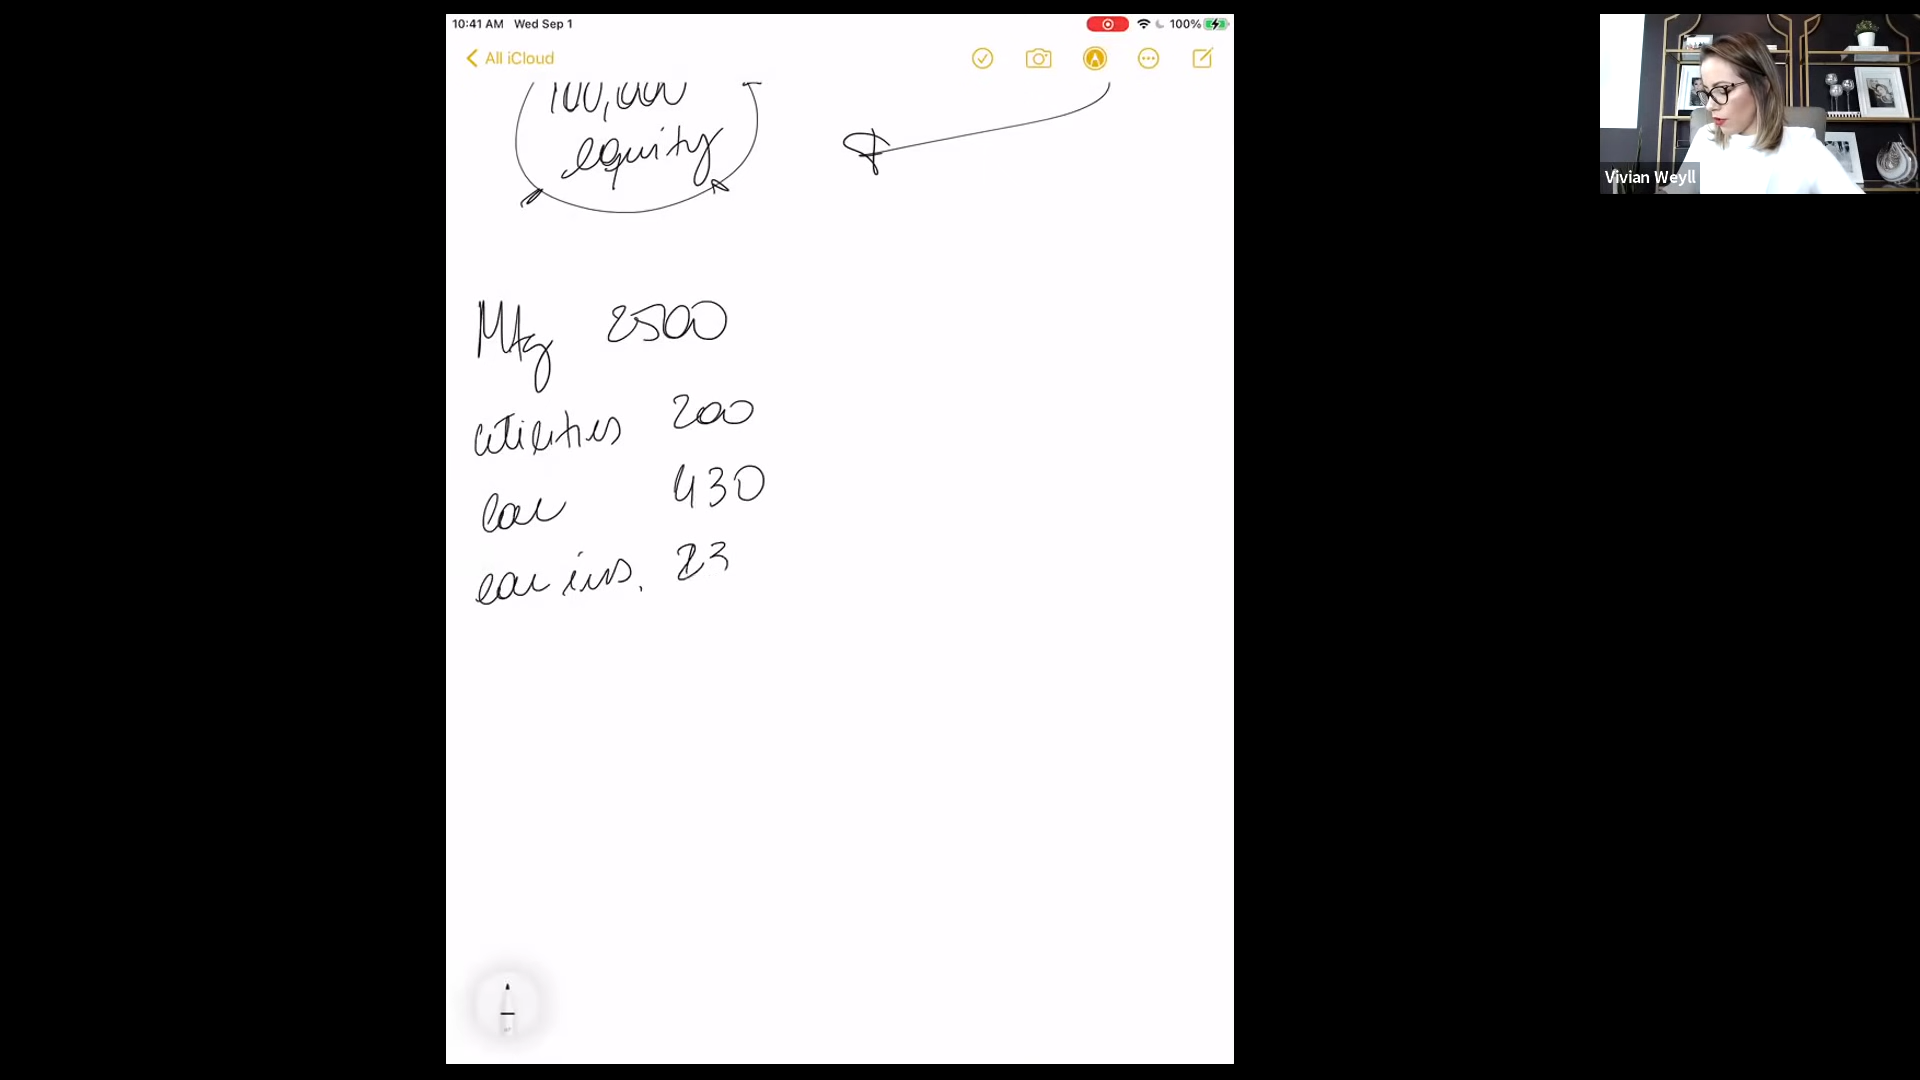 10:41 AM Wed Sep 1
100%
All iCloud
100,000
equity
Vivian Weyll
Mtg 2500
utilities 200
car 430
car ins. 23